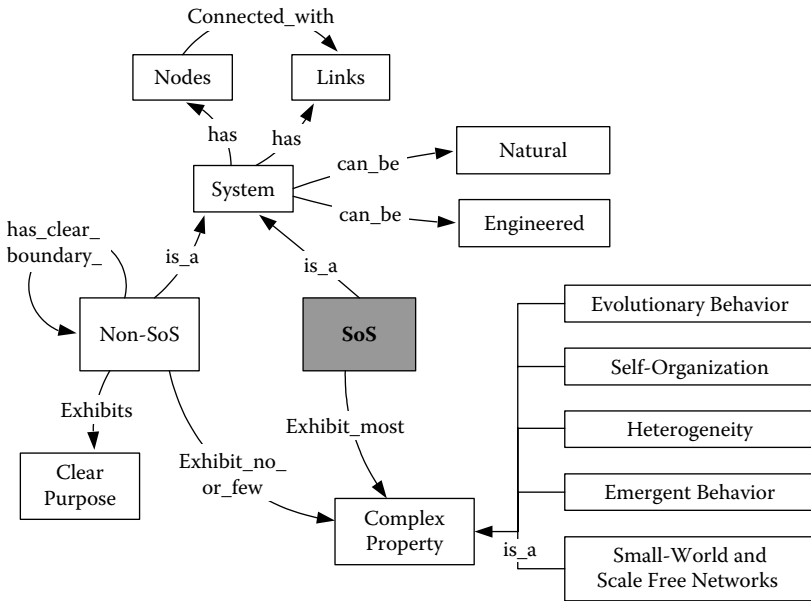 Connected_with
Nodes
Links
has
has
System
can_be
Natural
can_be
Engineered
has_clear_
boundary_
is_a
is_a
Non-SoS
SoS
Evolutionary Behavior
Self-Organization
Exhibits
Exhibit_most
Heterogeneity
Clear
Purpose
Exhibit_no_
or_few
Emergent Behavior
Complex
Property
is_a
Small-World and
Scale Free Networks